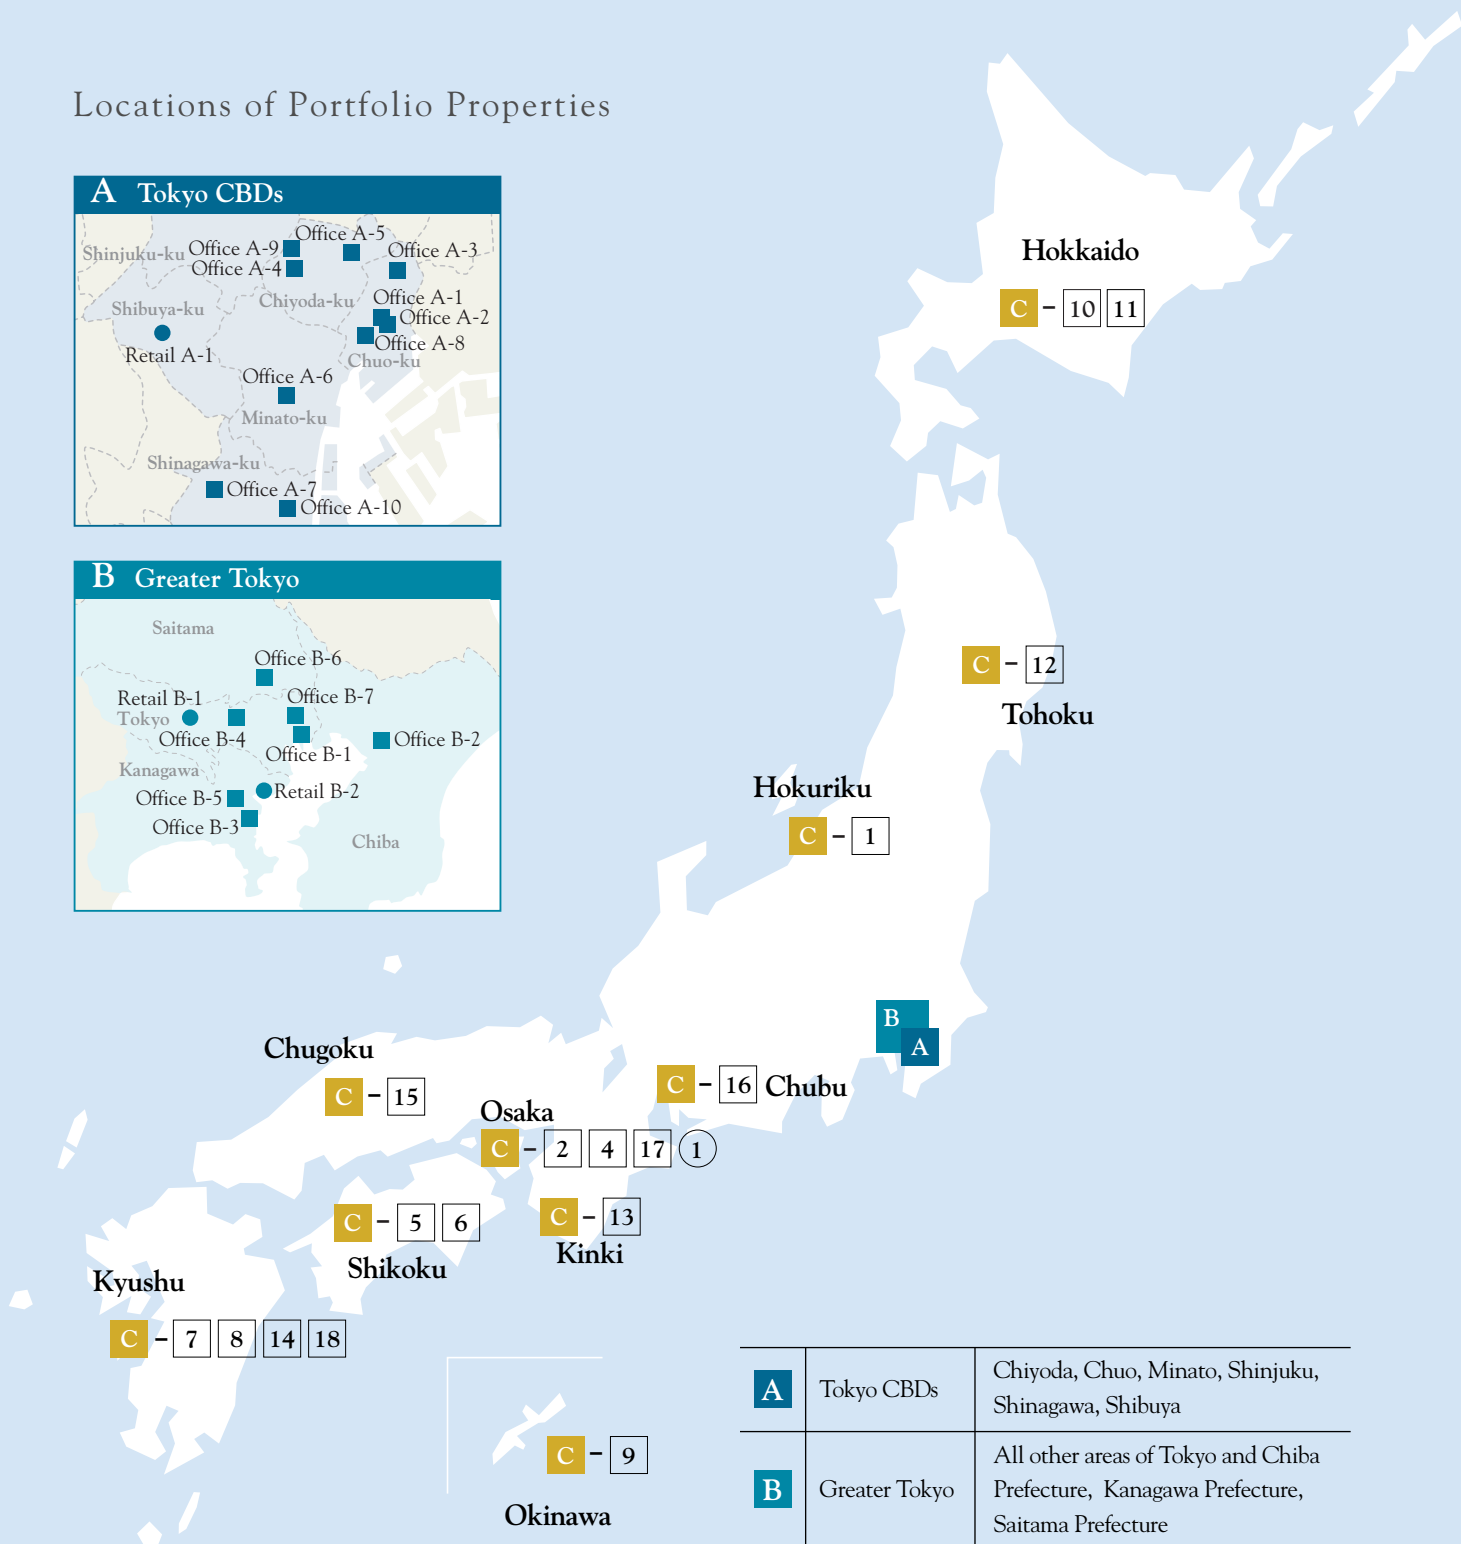 Locations of Portfolio Properties
A Tokyo CBDs
Shinjuku-ku
Office A-9
Office A-5
Office A-3
Office A-4
Chiyoda-ku
Office A-1
Shibuya-ku
Office A-2
Retail A-1
Office A-8
Chuo-ku
Office A-6
Minato-ku
Shinagawa-ku
Office A-7
Office A-10
B Greater Tokyo
Saitama
Office B-6
Retail B-1
Office B-7
Tokyo
Office B-4
Office B-1
Office B-2
Kanagawa
Office B-5
Retail B-2
Office B-3
Chiba
Hokkaido
C - 10 11
C - 12
Tohoku
Hokuriku
C - 1
B
A
Chugoku
C - 15
C - 16 Chubu
Osaka
C - 2 4 17 1
C - 5 6
Shikoku
C - 13
Kinki
Kyushu
C - 7 8 14 18
C - 9
Okinawa
A Tokyo CBDs Chiyoda, Chuo, Minato, Shinjuku,
Shinagawa, Shibuya
All other areas of Tokyo and Chiba
B Greater Tokyo Prefecture, Kanagawa Prefecture,
Saitama Prefecture